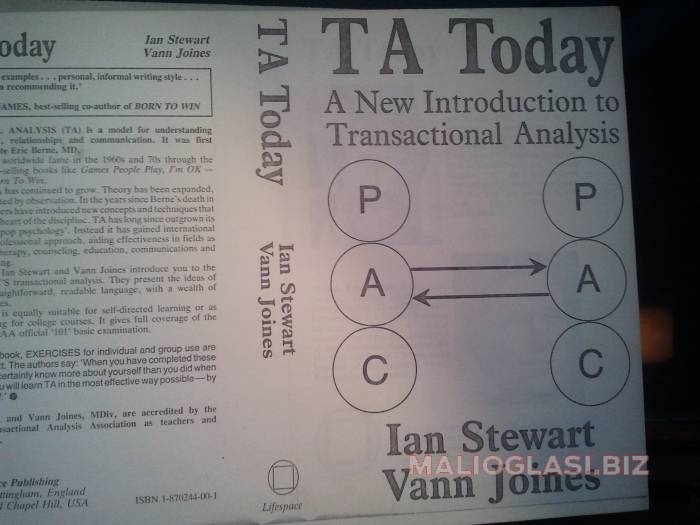 oday
Ian Stewart
Vann Joines
examples . . . personal, informal writing style . . .
recommending it.'
AMES, best-selling co-author of BORN TO WIN
ANALYSIS (TA) is a model for understanding
relationships and communication. It was first
Eric Berne, MD.
worldwide fame in the 1960s and 70s through the
-selling books like Games People Play, I'm OK —
rn To Win.
has continued to grow. Theory has been expanded,
ted by observation. In the years since Berne's death in
ers have introduced new concepts and techniques that
heart of the discipline. TA has long since outgrown its
pop psychology'. Instead it has gained international
professional approach, aiding effectiveness in fields as
therapy, counseling, education, communications and
ng.
Ian Stewart and Vann Joines introduce you to the
'S transactional analysis. They present the ideas of
aightforward, readable language, with a wealth of
es.
is equally suitable for self-directed learning or as
ng for college courses. It gives full coverage of the
AA official '101' basic examination.
book, EXERCISES for individual and group use are
t. The authors say: 'When you have completed these
certainly know more about yourself than you did when
u will learn TA in the most effective way possible — by
and Vann Joines, MDiv, are accredited by the
sactional Analysis Association as teachers and
ce Publishing
ttingham, England
Chapel Hill, USA
ISBN 1-870244-00-1
TA Today
Ian Stewart
Vann Joines
Lifespace
TA Today
A New Introduction to
Transactional Analysis
P P
A A
C C
Ian Stewart
Vann Joines
MALIOGLASI.BIZ